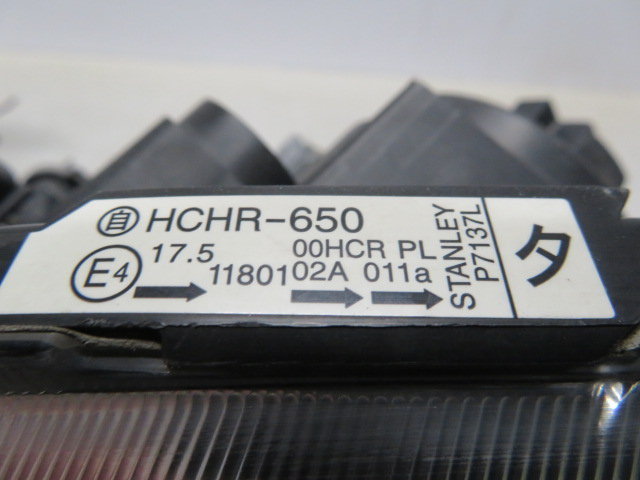 自 HCHR-650
17.5 00HCR PL
E4 1180102A 011a
STANLEY
P7137L
タ